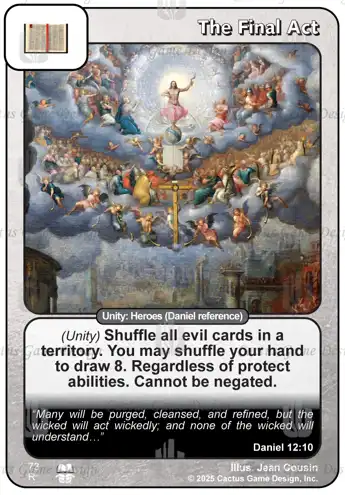 The Final Act
Unity: Heroes (Daniel reference)
(Unity) Shuffle all evil cards in a
territory. You may shuffle your hand
to draw 8. Regardless of protect
abilities. Cannot be negated.
"Many will be purged, cleansed, and refined, but the
wicked will act wickedly; and none of the wicked will
understand…"
Daniel 12:10
Illus. Jean Cousin
© 2025 Cactus Game Design, Inc.